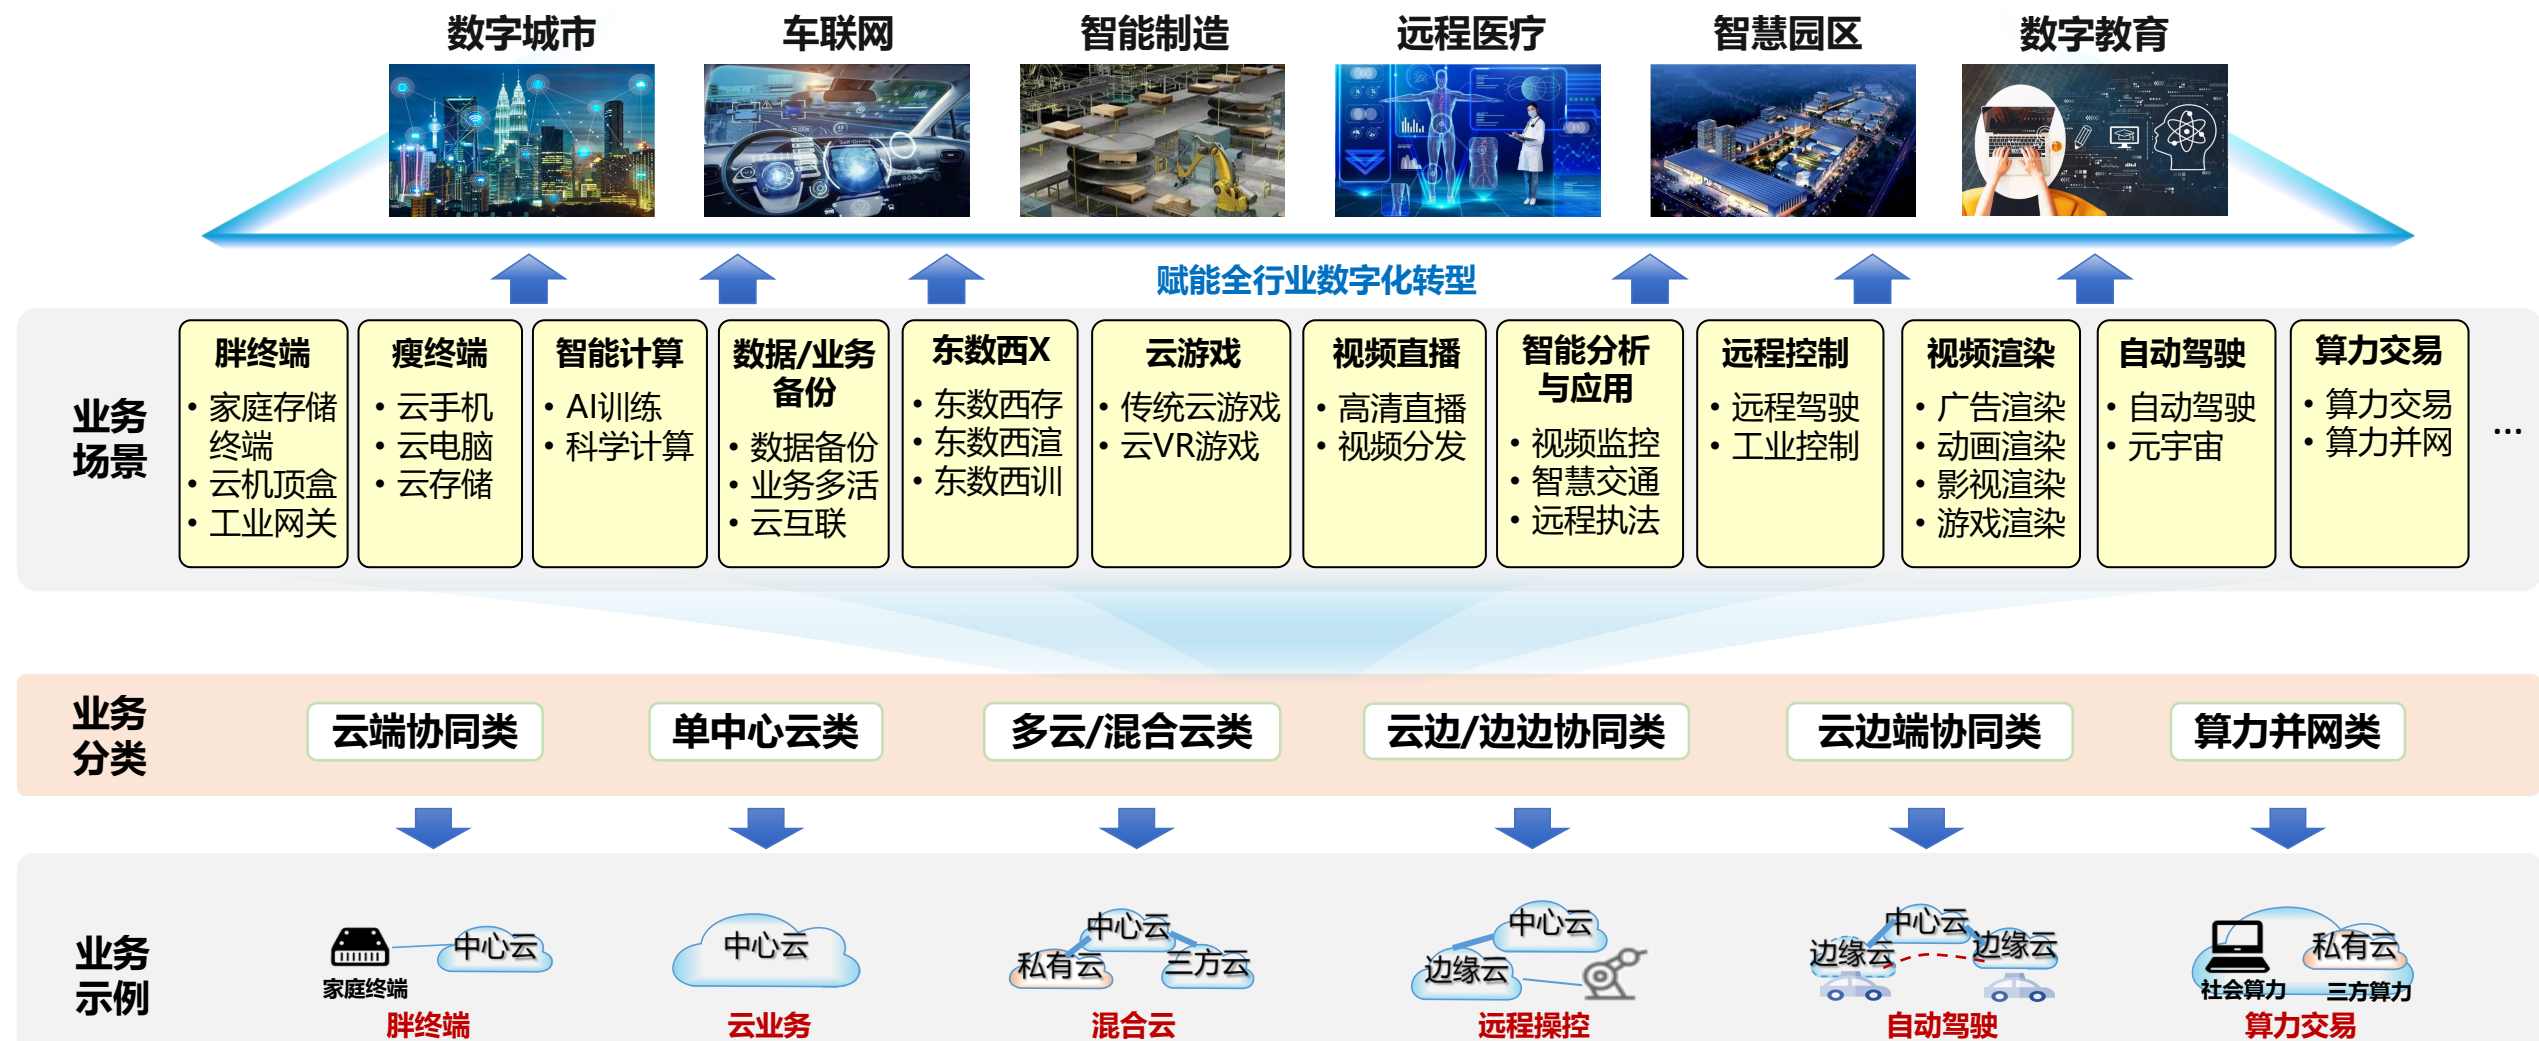 数字城市
车联网
智能制造
远程医疗
智慧园区
数字教育
赋能全行业数字化转型
业务
场景
胖终端
• 家庭存储
终端
• 云机顶盒
• 工业网关
瘦终端
• 云手机
• 云电脑
• 云存储
智能计算
• AI训练
• 科学计算
数据/业务
备份
• 数据备份
• 业务多活
• 云互联
东数西X
• 东数西存
• 东数西渲
• 东数西训
云游戏
• 传统云游戏
• 云VR游戏
视频直播
• 高清直播
• 视频分发
智能分析
与应用
• 视频监控
• 智慧交通
• 远程执法
远程控制
• 远程驾驶
• 工业控制
视频渲染
• 广告渲染
• 动画渲染
• 影视渲染
• 游戏渲染
自动驾驶
• 自动驾驶
• 元宇宙
算力交易
• 算力交易
• 算力并网
...
业务
分类
云端协同类
单中心云类
多云/混合云类
云边/边边协同类
云边端协同类
算力并网类
业务
示例
家庭终端
中心云
胖终端
中心云
云业务
中心云
私有云
三方云
混合云
中心云
边缘云
远程操控
中心云
边缘云
边缘云
自动驾驶
私有云
社会算力
三方算力
算力交易